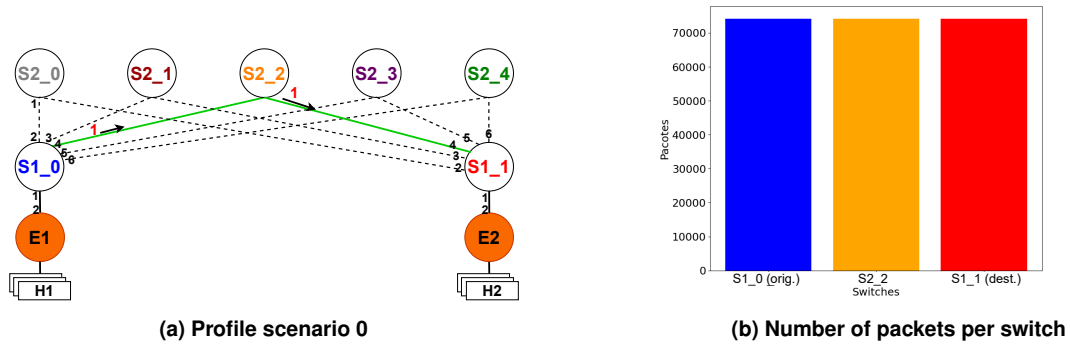 S2_0 S2_1 S2_2 S2_3 S2_4
1 1
1
2 3 4 5 6
5 6 4 3 2
S1_0 S1_1
1 1
2 2
E1 E2
H1 H2
(a) Profile scenario 0
70000
60000
50000
40000
30000
20000
10000
0
Pacotes
S1_0 (orig.) S2_2 S1_1 (dest.)
Switches
(b) Number of packets per switch